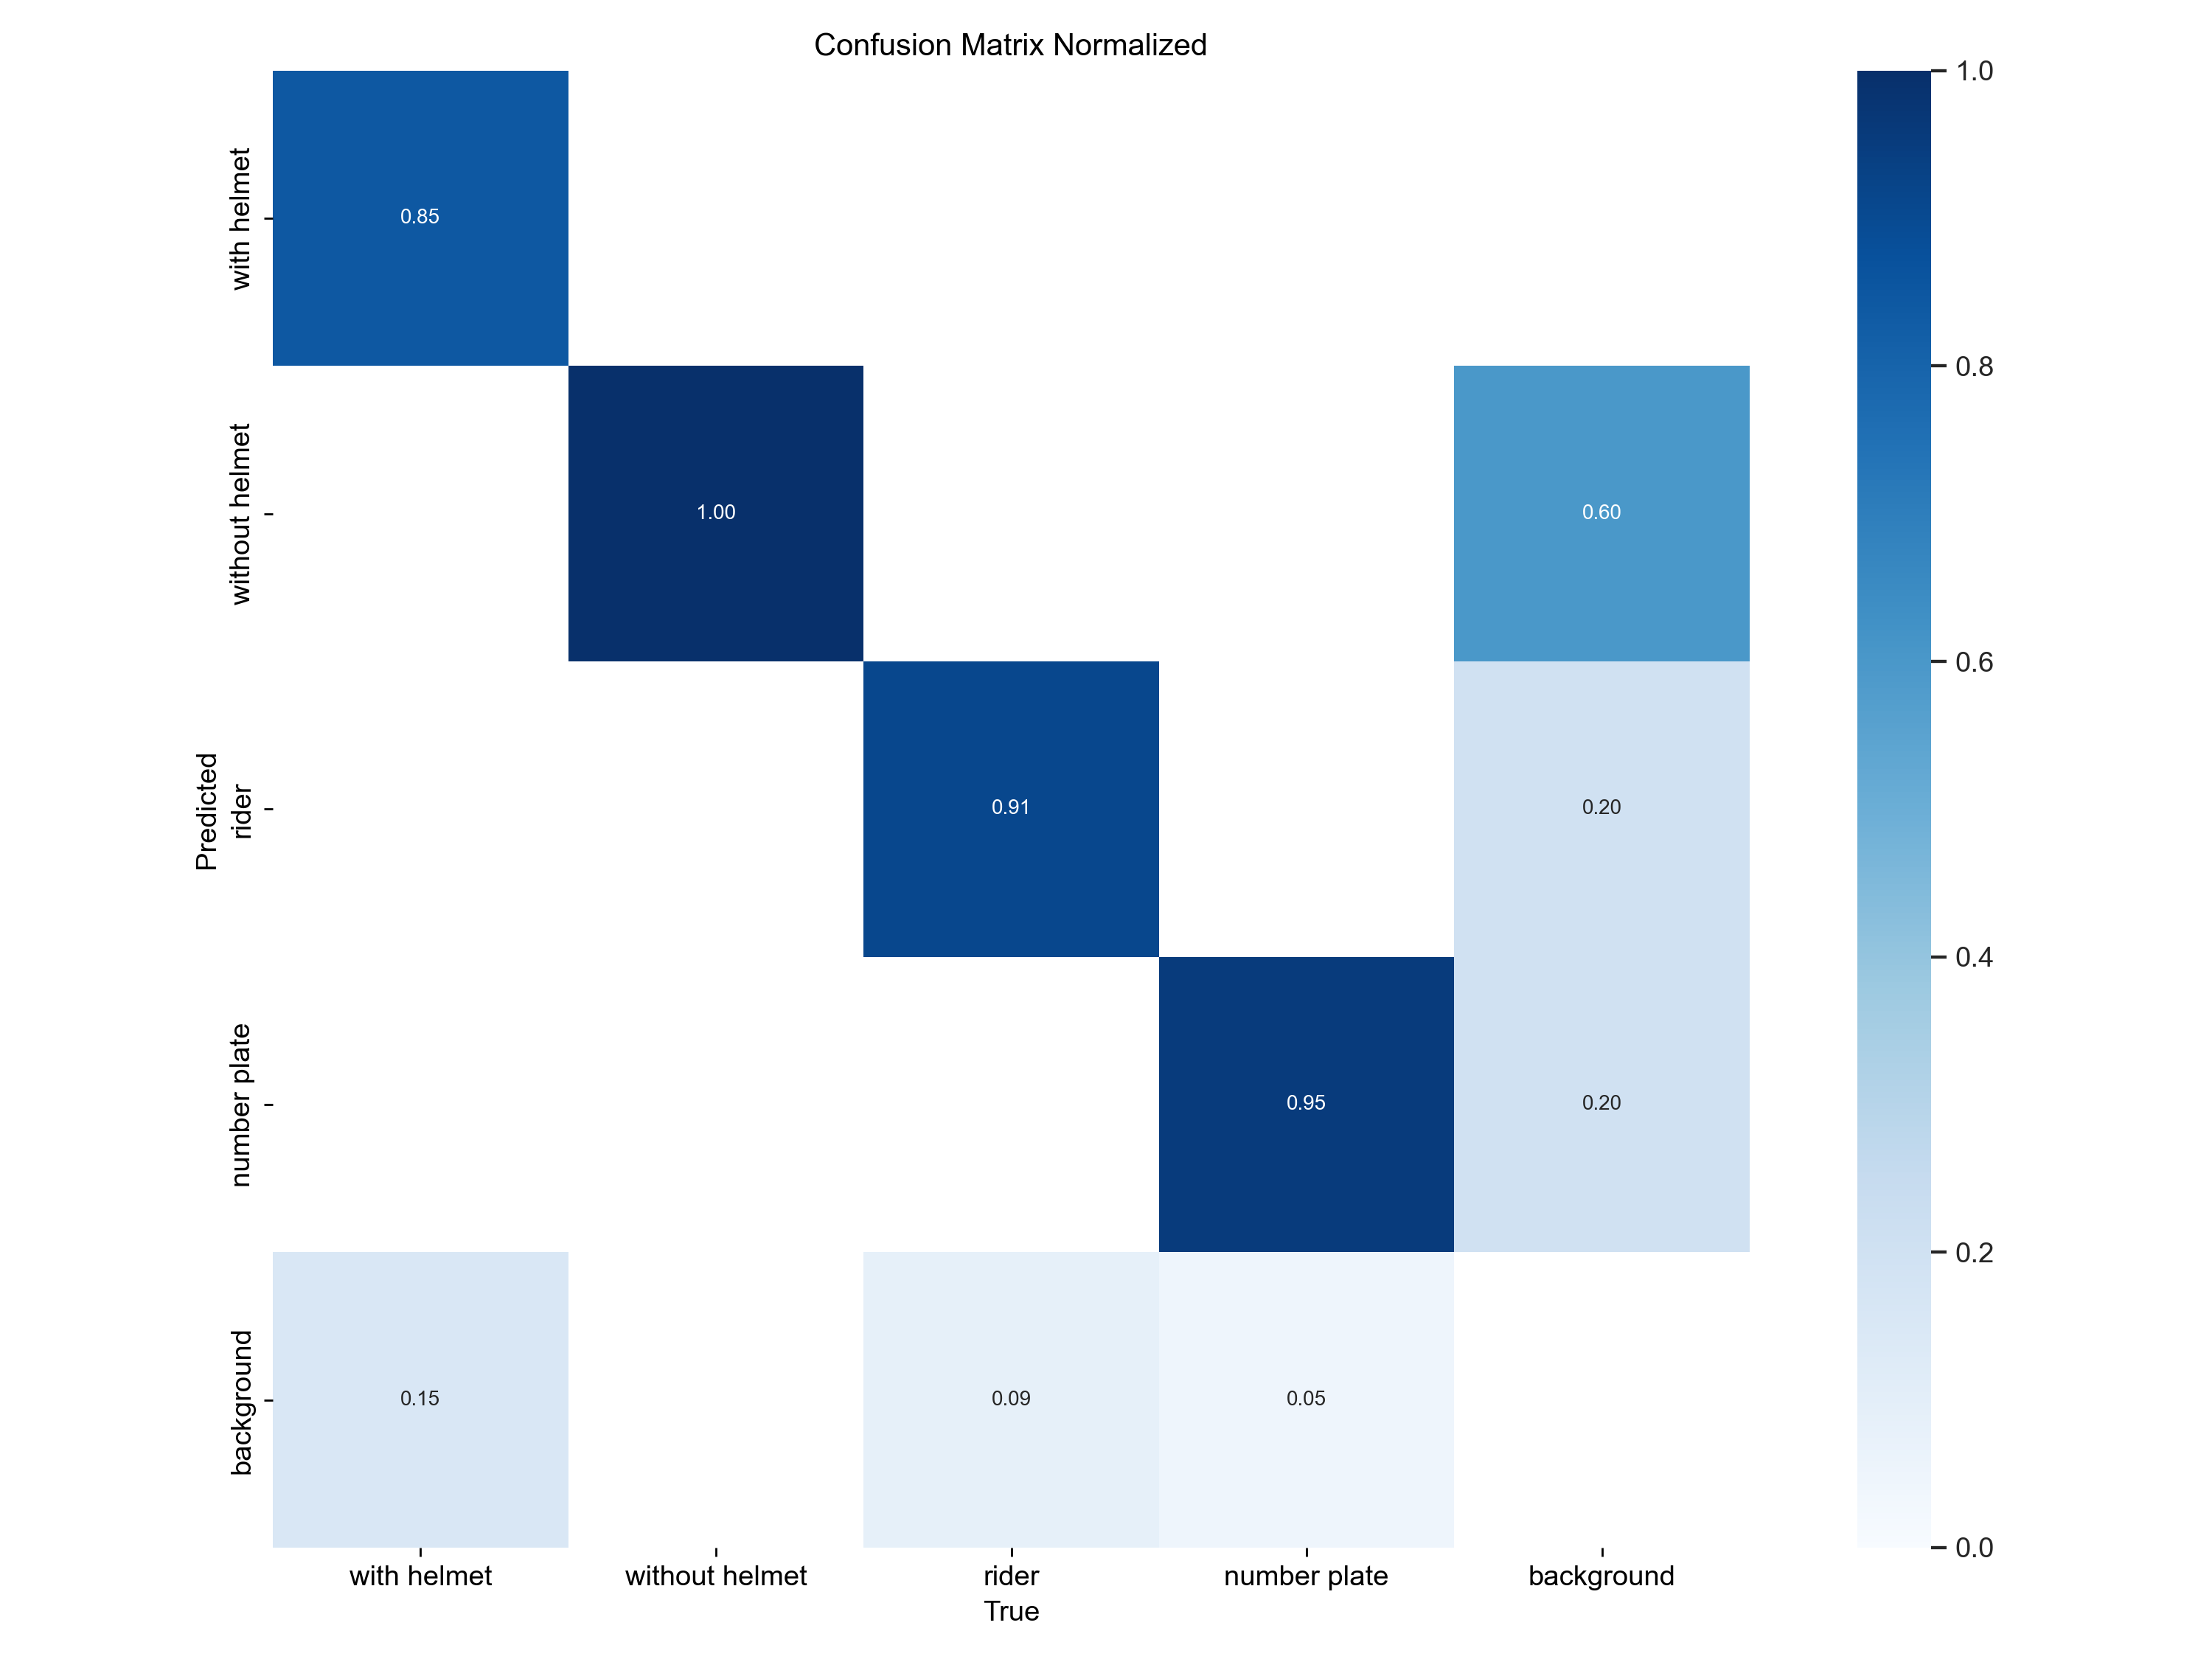 Confusion Matrix Normalized
with helmet
without helmet
rider
number plate
background
Predicted
0.85
1.00
0.60
0.91
0.20
0.95
0.20
0.15
0.09
0.05
with helmet
without helmet
rider
number plate
background
True
1.0
0.8
0.6
0.4
0.2
0.0